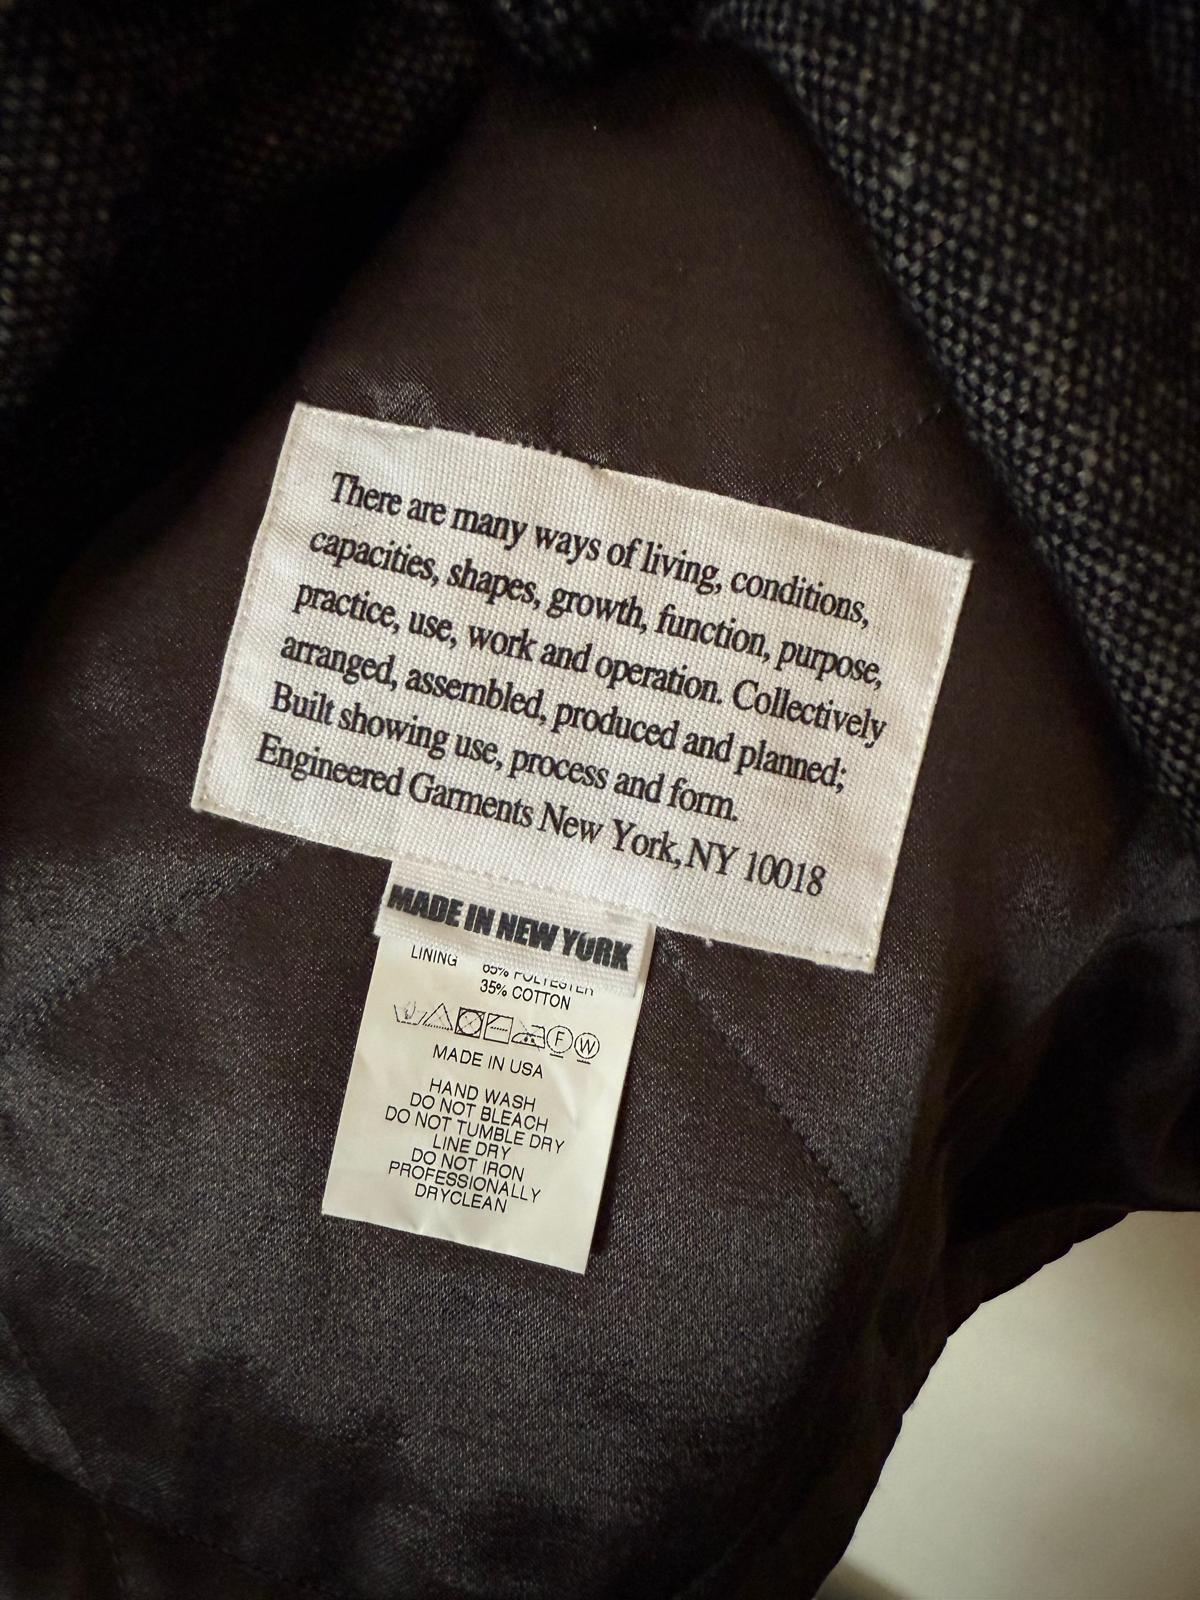 There are many ways of living, conditions,
capacities, shapes, growth, function, purpose,
practice, use, work and operation. Collectively
arranged, assembled, produced and planned;
Built showing use, process and form.
Engineered Garments New York, NY 10018
MADE IN NEW YORK
LINING 65% POLYESTER
35% COTTON
F W
MADE IN USA
HAND WASH
DO NOT BLEACH
DO NOT TUMBLE DRY
LINE DRY
DO NOT IRON
PROFESSIONALLY
DRYCLEAN